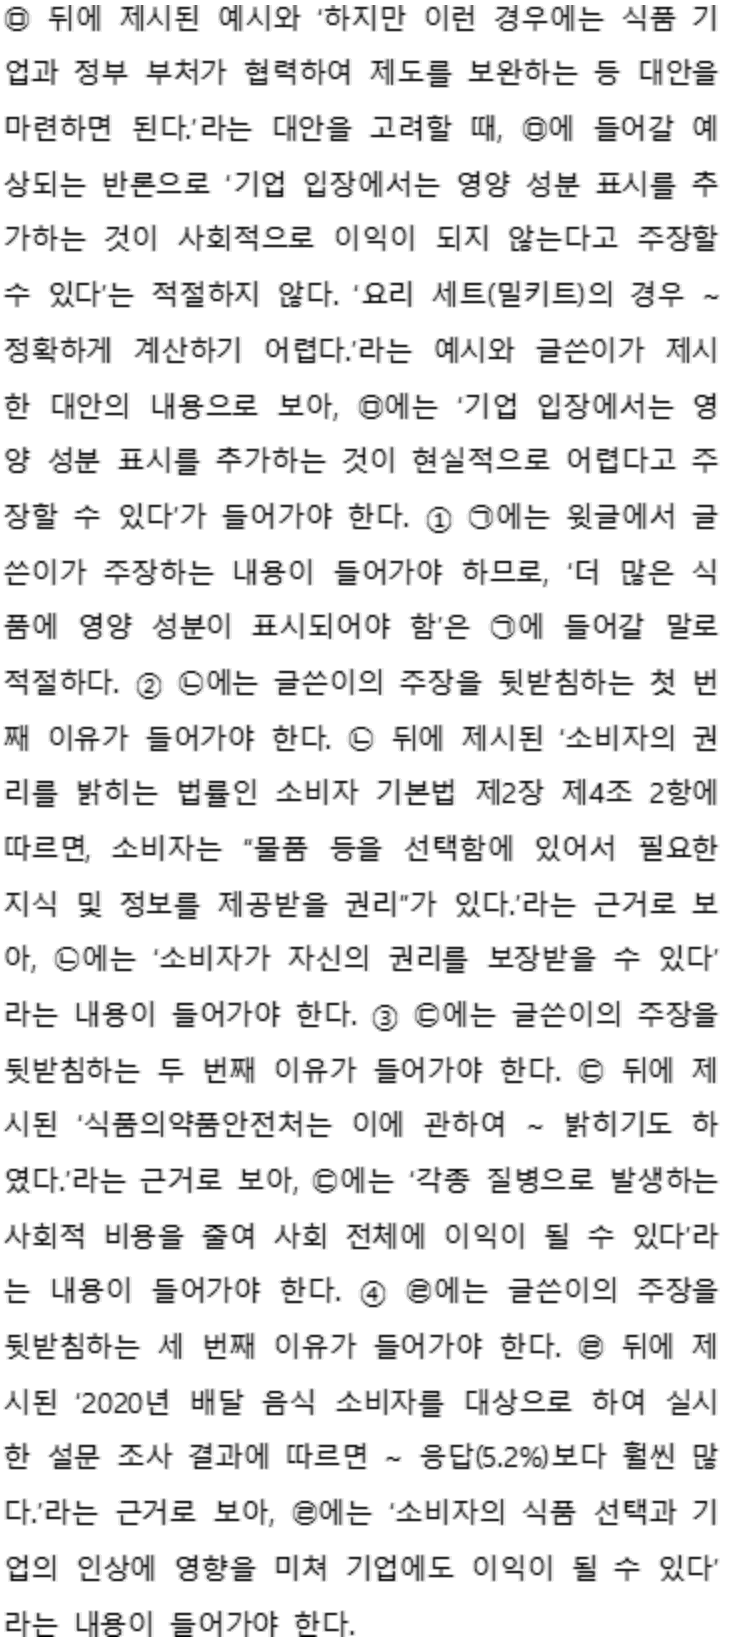 ㉤ 뒤에 제시된 예시와 ‘하지만 이런 경우에는 식품 기
업과 정부 부처가 협력하여 제도를 보완하는 등 대안을
마련하면 된다.’라는 대안을 고려할 때, ㉤에 들어갈 예
상되는 반론으로 ‘기업 입장에서는 영양 성분 표시를 추
가하는 것이 사회적으로 이익이 되지 않는다고 주장할
수 있다’는 적절하지 않다. ‘요리 세트(밀키트)의 경우 ~
정확하게 계산하기 어렵다.’라는 예시와 글쓴이가 제시
한 대안의 내용으로 보아, ㉤에는 ‘기업 입장에서는 영
양 성분 표시를 추가하는 것이 현실적으로 어렵다고 주
장할 수 있다’가 들어가야 한다. ① ㉠에는 윗글에서 글
쓴이가 주장하는 내용이 들어가야 하므로, ‘더 많은 식
품에 영양 성분이 표시되어야 함’은 ㉠에 들어갈 말로
적절하다. ② ㉡에는 글쓴이의 주장을 뒷받침하는 첫 번
째 이유가 들어가야 한다. ㉡ 뒤에 제시된 ‘소비자의 권
리를 밝히는 법률인 소비자 기본법 제2장 제4조 2항에
따르면, 소비자는 “물품 등을 선택함에 있어서 필요한
지식 및 정보를 제공받을 권리”가 있다.’라는 근거로 보
아, ㉡에는 ‘소비자가 자신의 권리를 보장받을 수 있다’
라는 내용이 들어가야 한다. ③ ㉢에는 글쓴이의 주장을
뒷받침하는 두 번째 이유가 들어가야 한다. ㉢ 뒤에 제
시된 ‘식품의약품안전처는 이에 관하여 ~ 밝히기도 하
였다.’라는 근거로 보아, ㉢에는 ‘각종 질병으로 발생하는
사회적 비용을 줄여 사회 전체에 이익이 될 수 있다’라
는 내용이 들어가야 한다. ④ ㉣에는 글쓴이의 주장을
뒷받침하는 세 번째 이유가 들어가야 한다. ㉣ 뒤에 제
시된 ‘2020년 배달 음식 소비자를 대상으로 하여 실시
한 설문 조사 결과에 따르면 ~ 응답(5.2%)보다 훨씬 많
다.’라는 근거로 보아, ㉣에는 ‘소비자의 식품 선택과 기
업의 인상에 영향을 미쳐 기업에도 이익이 될 수 있다’
라는 내용이 들어가야 한다.